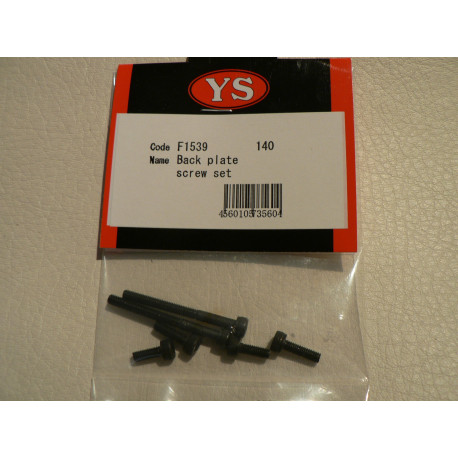 YS
Code F1539 140
Name Back plate
screw set
4560105735604